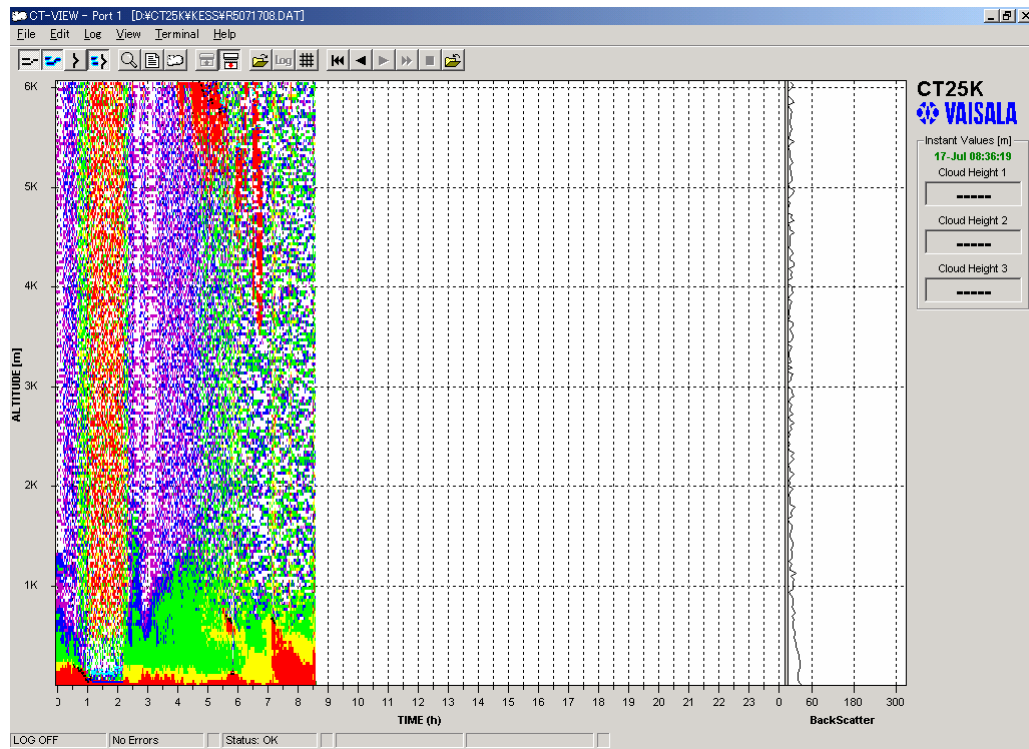 CT-VIEW - Port 1 [D:¥CT25K¥KESS¥R5071708.DAT]
File Edit Log View Terminal Help
Log
6K
5K
4K
3K
2K
1K
ALTITUDE [m]
0 1 2 3 4 5 6 7 8 9 10 11 12 13 14 15 16 17 18 19 20 21 22 23 0 60 180 300
TIME (h)
BackScatter
CT25K
VAISALA
Instant Values [m]
17-Jul 08:36:19
Cloud Height 1
-----
Cloud Height 2
-----
Cloud Height 3
-----
LOG OFF No Errors Status: OK